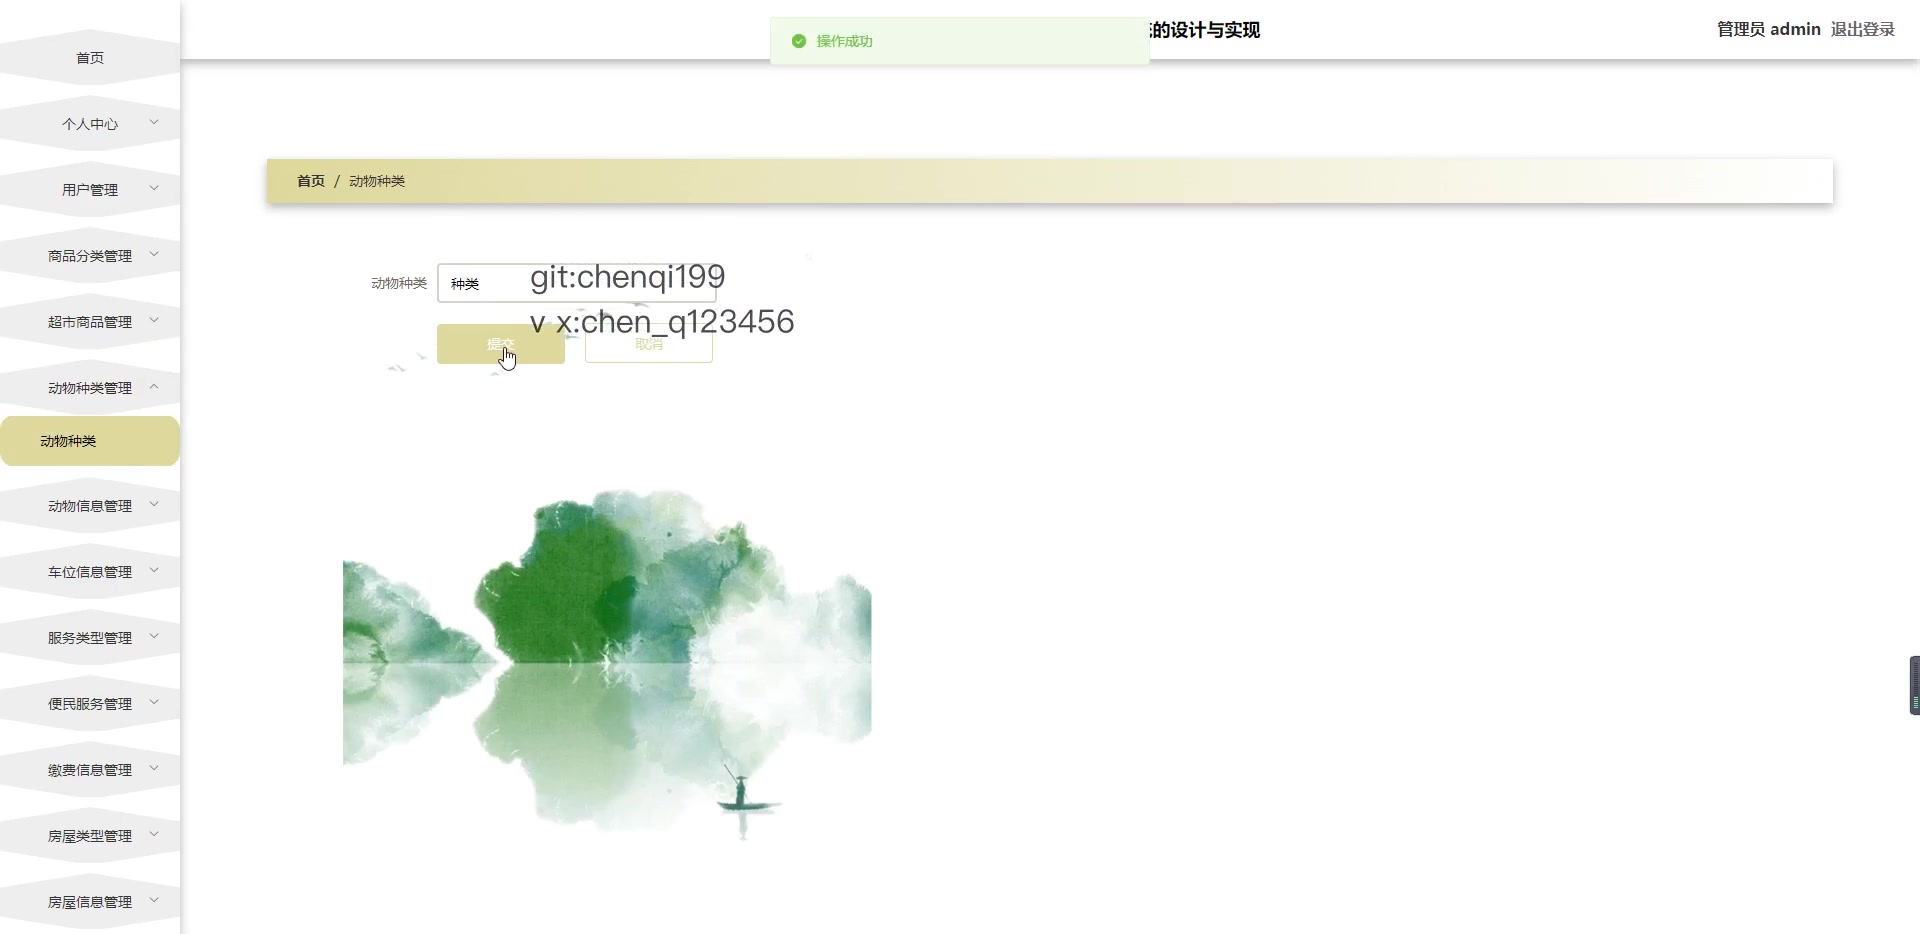 操作成功
的设计与实现
管理员 admin 退出登录
首页
个人中心
用户管理
商品分类管理
超市商品管理
动物种类管理
动物种类
动物信息管理
车位信息管理
服务类型管理
便民服务管理
缴费信息管理
房屋类型管理
房屋信息管理
首页 / 动物种类
动物种类 种类
git:chenqi199
v x:chen_q123456
提交 取消